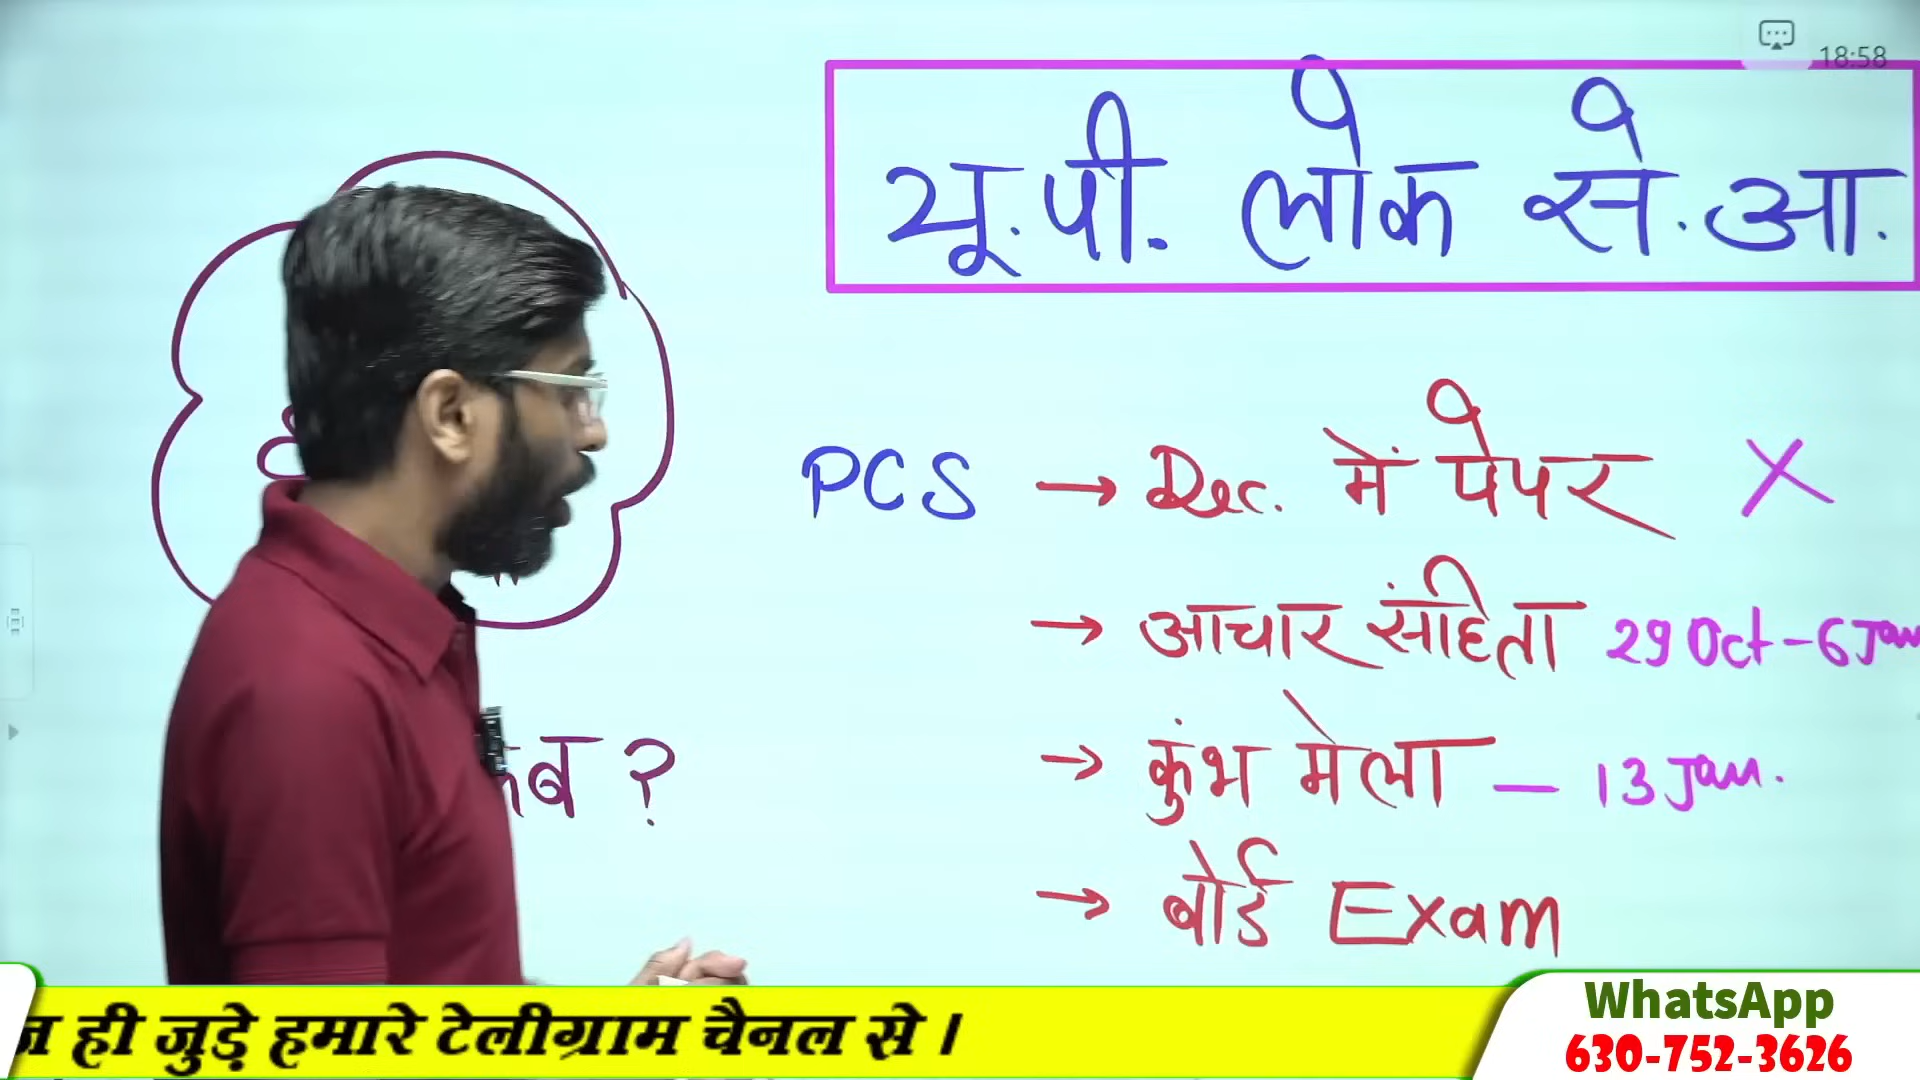 18:58
यू.पी. लोक से.आ.
PCS → Dec. में पेपर X
→ आचार संहिता 29 Oct - 6 Jan
→ कुंभ मेला - 13 Jan.
→ बोर्ड Exam
?
ही जुड़े हमारे टेलीग्राम चैनल से ।
WhatsApp
630-752-3626